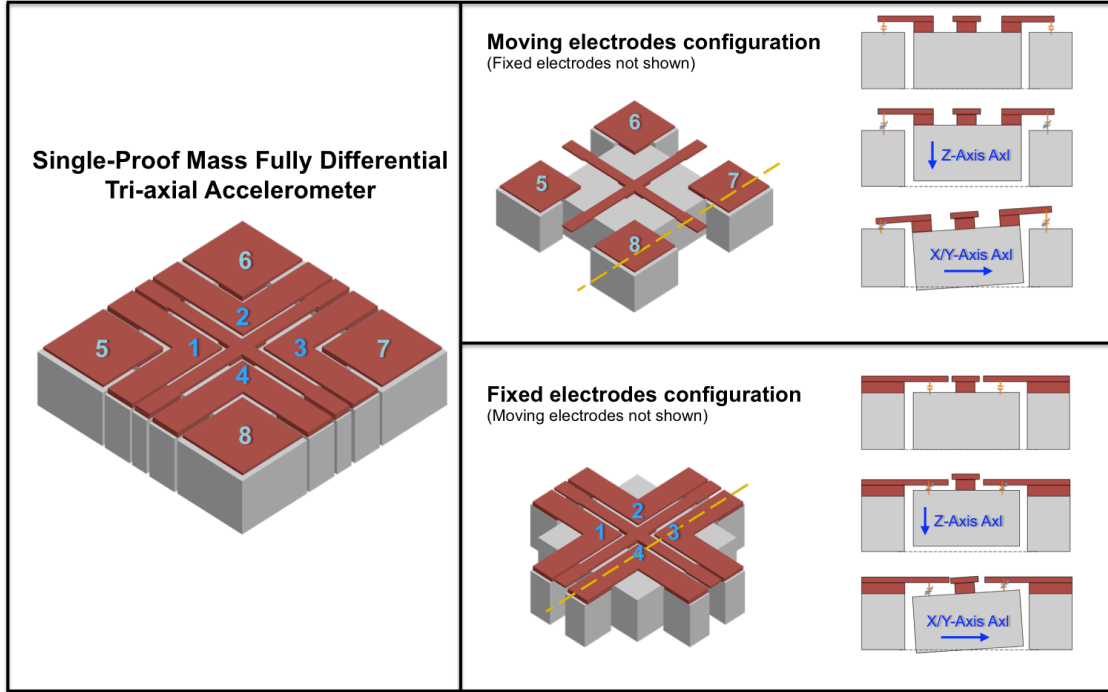 Single-Proof Mass Fully Differential
Tri-axial Accelerometer
6
2
5
1
3
7
4
8
Moving electrodes configuration
(Fixed electrodes not shown)
6
5
7
8
Z-Axis Axl
X/Y-Axis Axl
Fixed electrodes configuration
(Moving electrodes not shown)
2
1
3
4
Z-Axis Axl
X/Y-Axis Axl